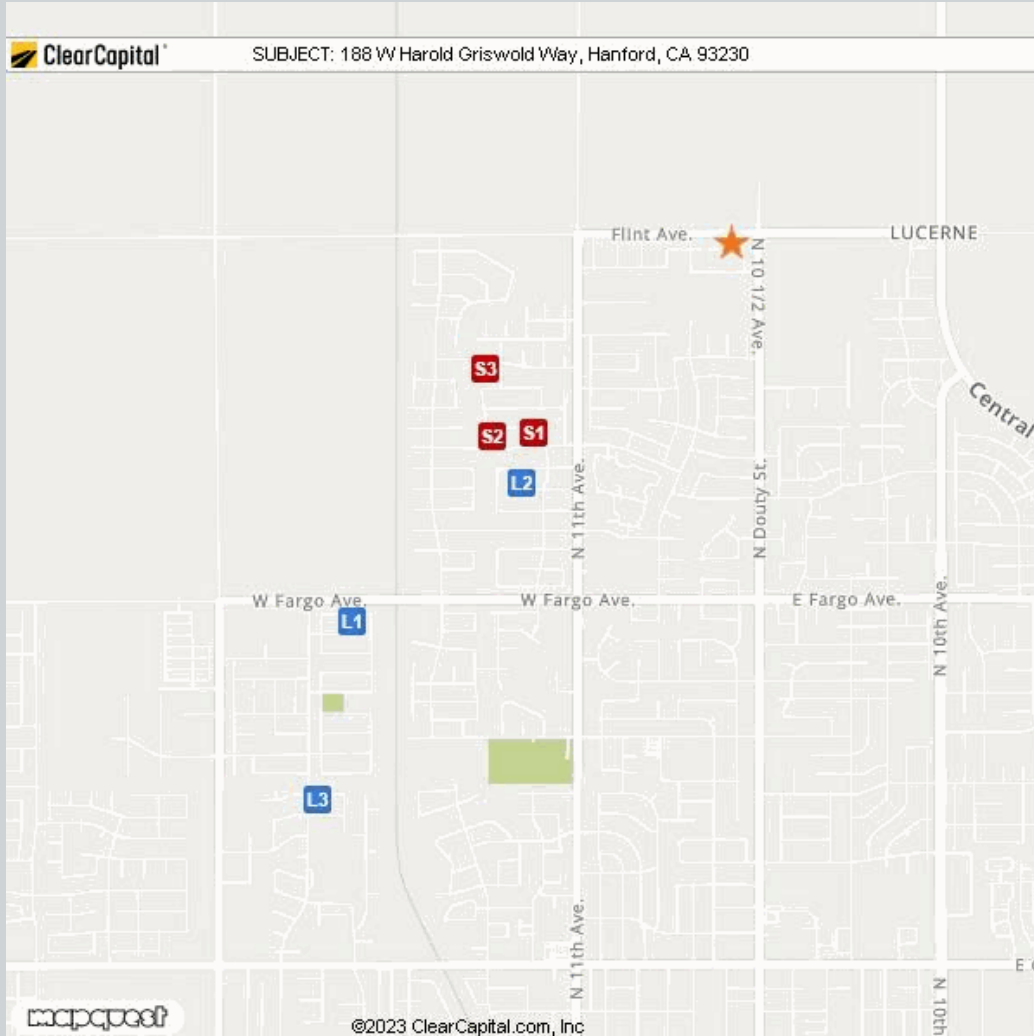 ClearCapital
SUBJECT: 188 W Harold Griswold Way, Hanford, CA 93230
Flint Ave.
LUCERNE
N 10 1/2 Ave.
S3
Central
S2
S1
L2
N 11th Ave.
N Douty St.
W Fargo Ave.
W Fargo Ave.
E Fargo Ave.
L1
N 10th Ave.
L3
N 11th Ave.
E
N 10th
mapquest
©2023 ClearCapital.com, Inc